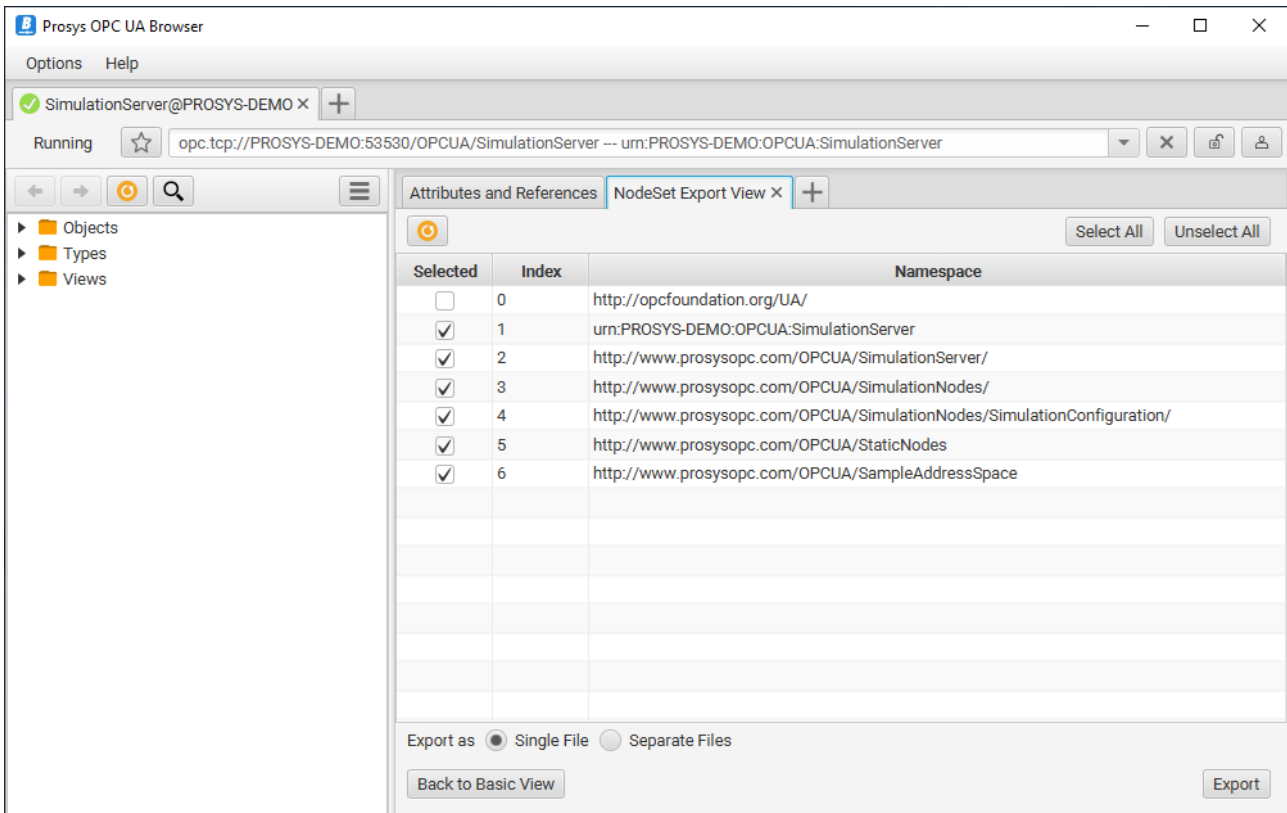 Prosys OPC UA Browser
Options Help
SimulationServer@PROSYS-DEMO
Running opc.tcp://PROSYS-DEMO:53530/OPCUA/SimulationServer --- urn:PROSYS-DEMO:OPCUA:SimulationServer
Attributes and References NodeSet Export View
Objects
Types
Views
Select All Unselect All
Selected Index Namespace
0 http://opcfoundation.org/UA/
1 urn:PROSYS-DEMO:OPCUA:SimulationServer
2 http://www.prosysopc.com/OPCUA/SimulationServer/
3 http://www.prosysopc.com/OPCUA/SimulationNodes/
4 http://www.prosysopc.com/OPCUA/SimulationNodes/SimulationConfiguration/
5 http://www.prosysopc.com/OPCUA/StaticNodes
6 http://www.prosysopc.com/OPCUA/SampleAddressSpace
Export as Single File Separate Files
Back to Basic View Export